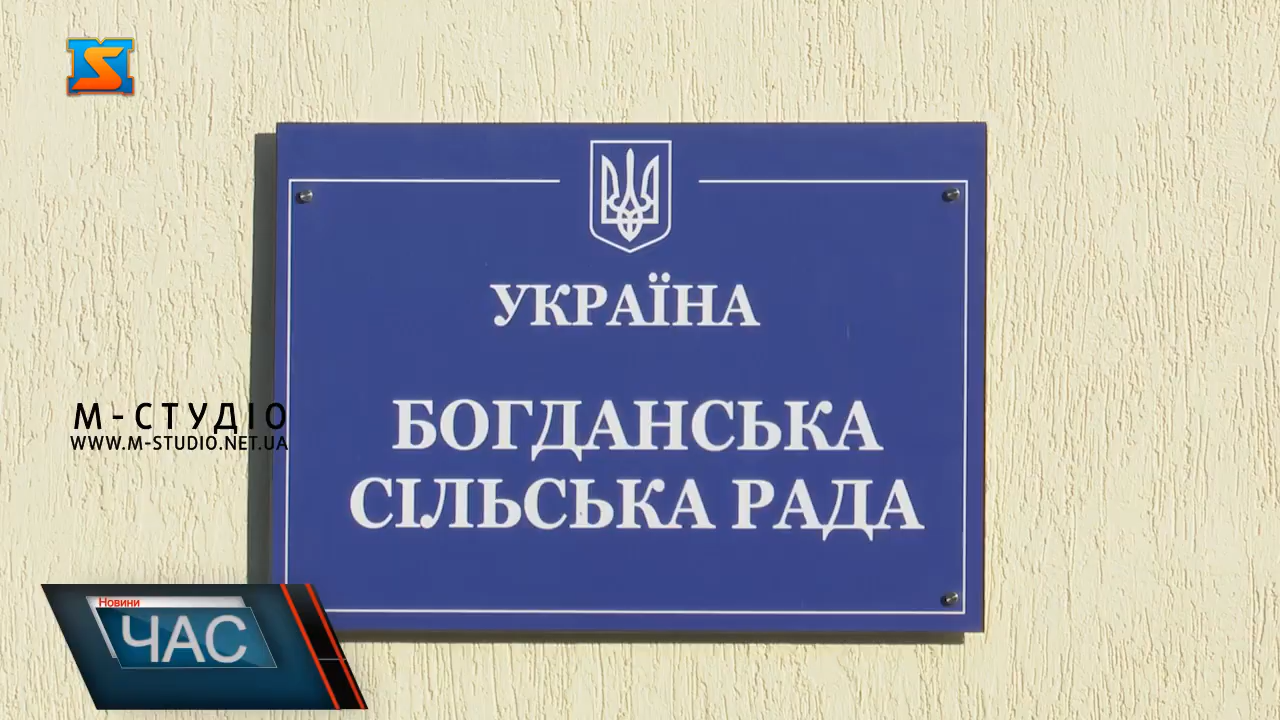 УКРАЇНА
БОГДАНСЬКА
СІЛЬСЬКА РАДА
М-СТУДІО
WWW.M-STUDIO.NET.UA
Новини
ЧАС